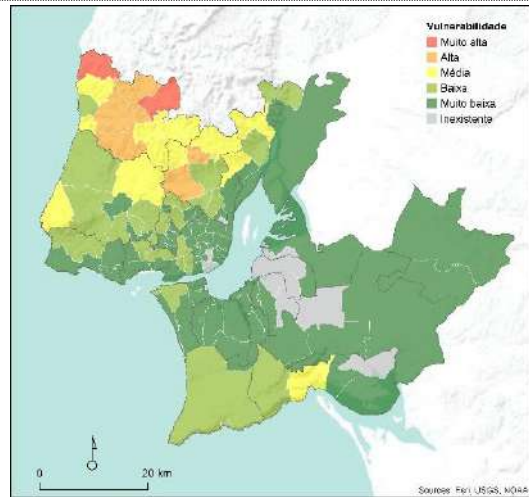 Vulnerabilidade
Muito alta
Alta
Média
Baixa
Muito baixa
Inexistente
0
20 km
Sources: Esri, USGS, NOAA